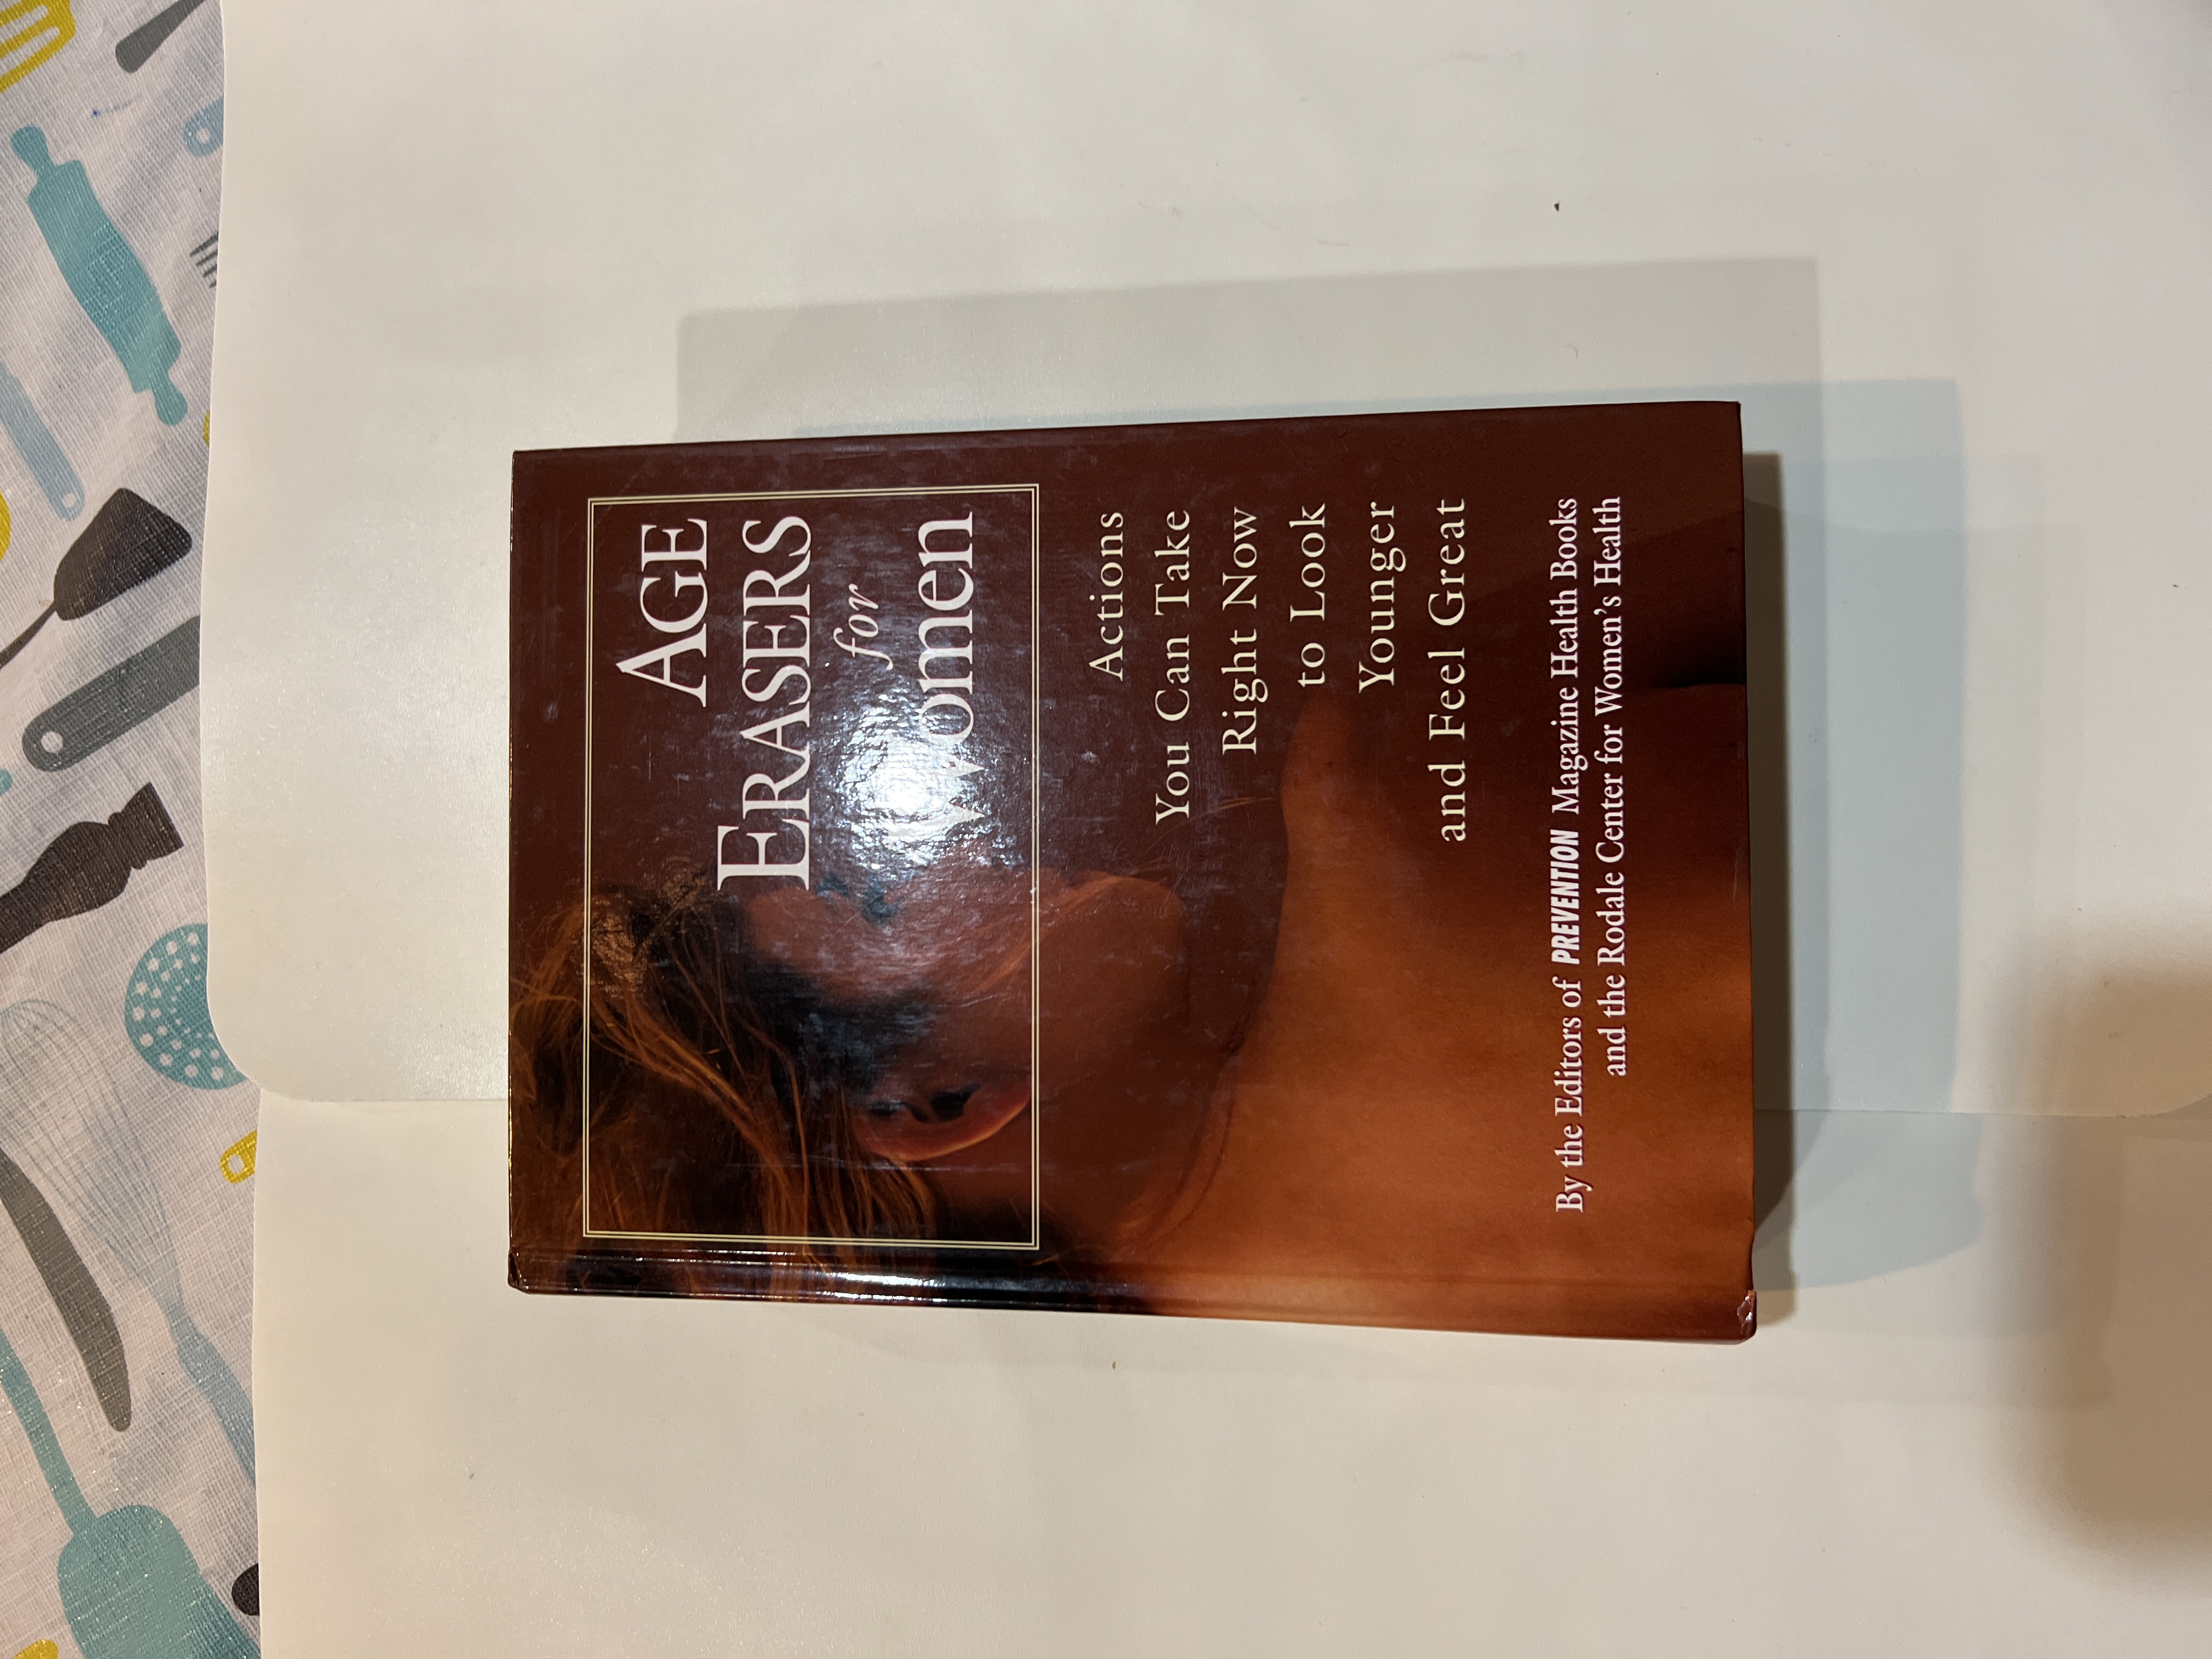 AGE
ERASERS
for
Women
Actions
You Can Take
Right Now
to Look
Younger
and Feel Great
By the Editors of PREVENTION Magazine Health Books
and the Rodale Center for Women's Health